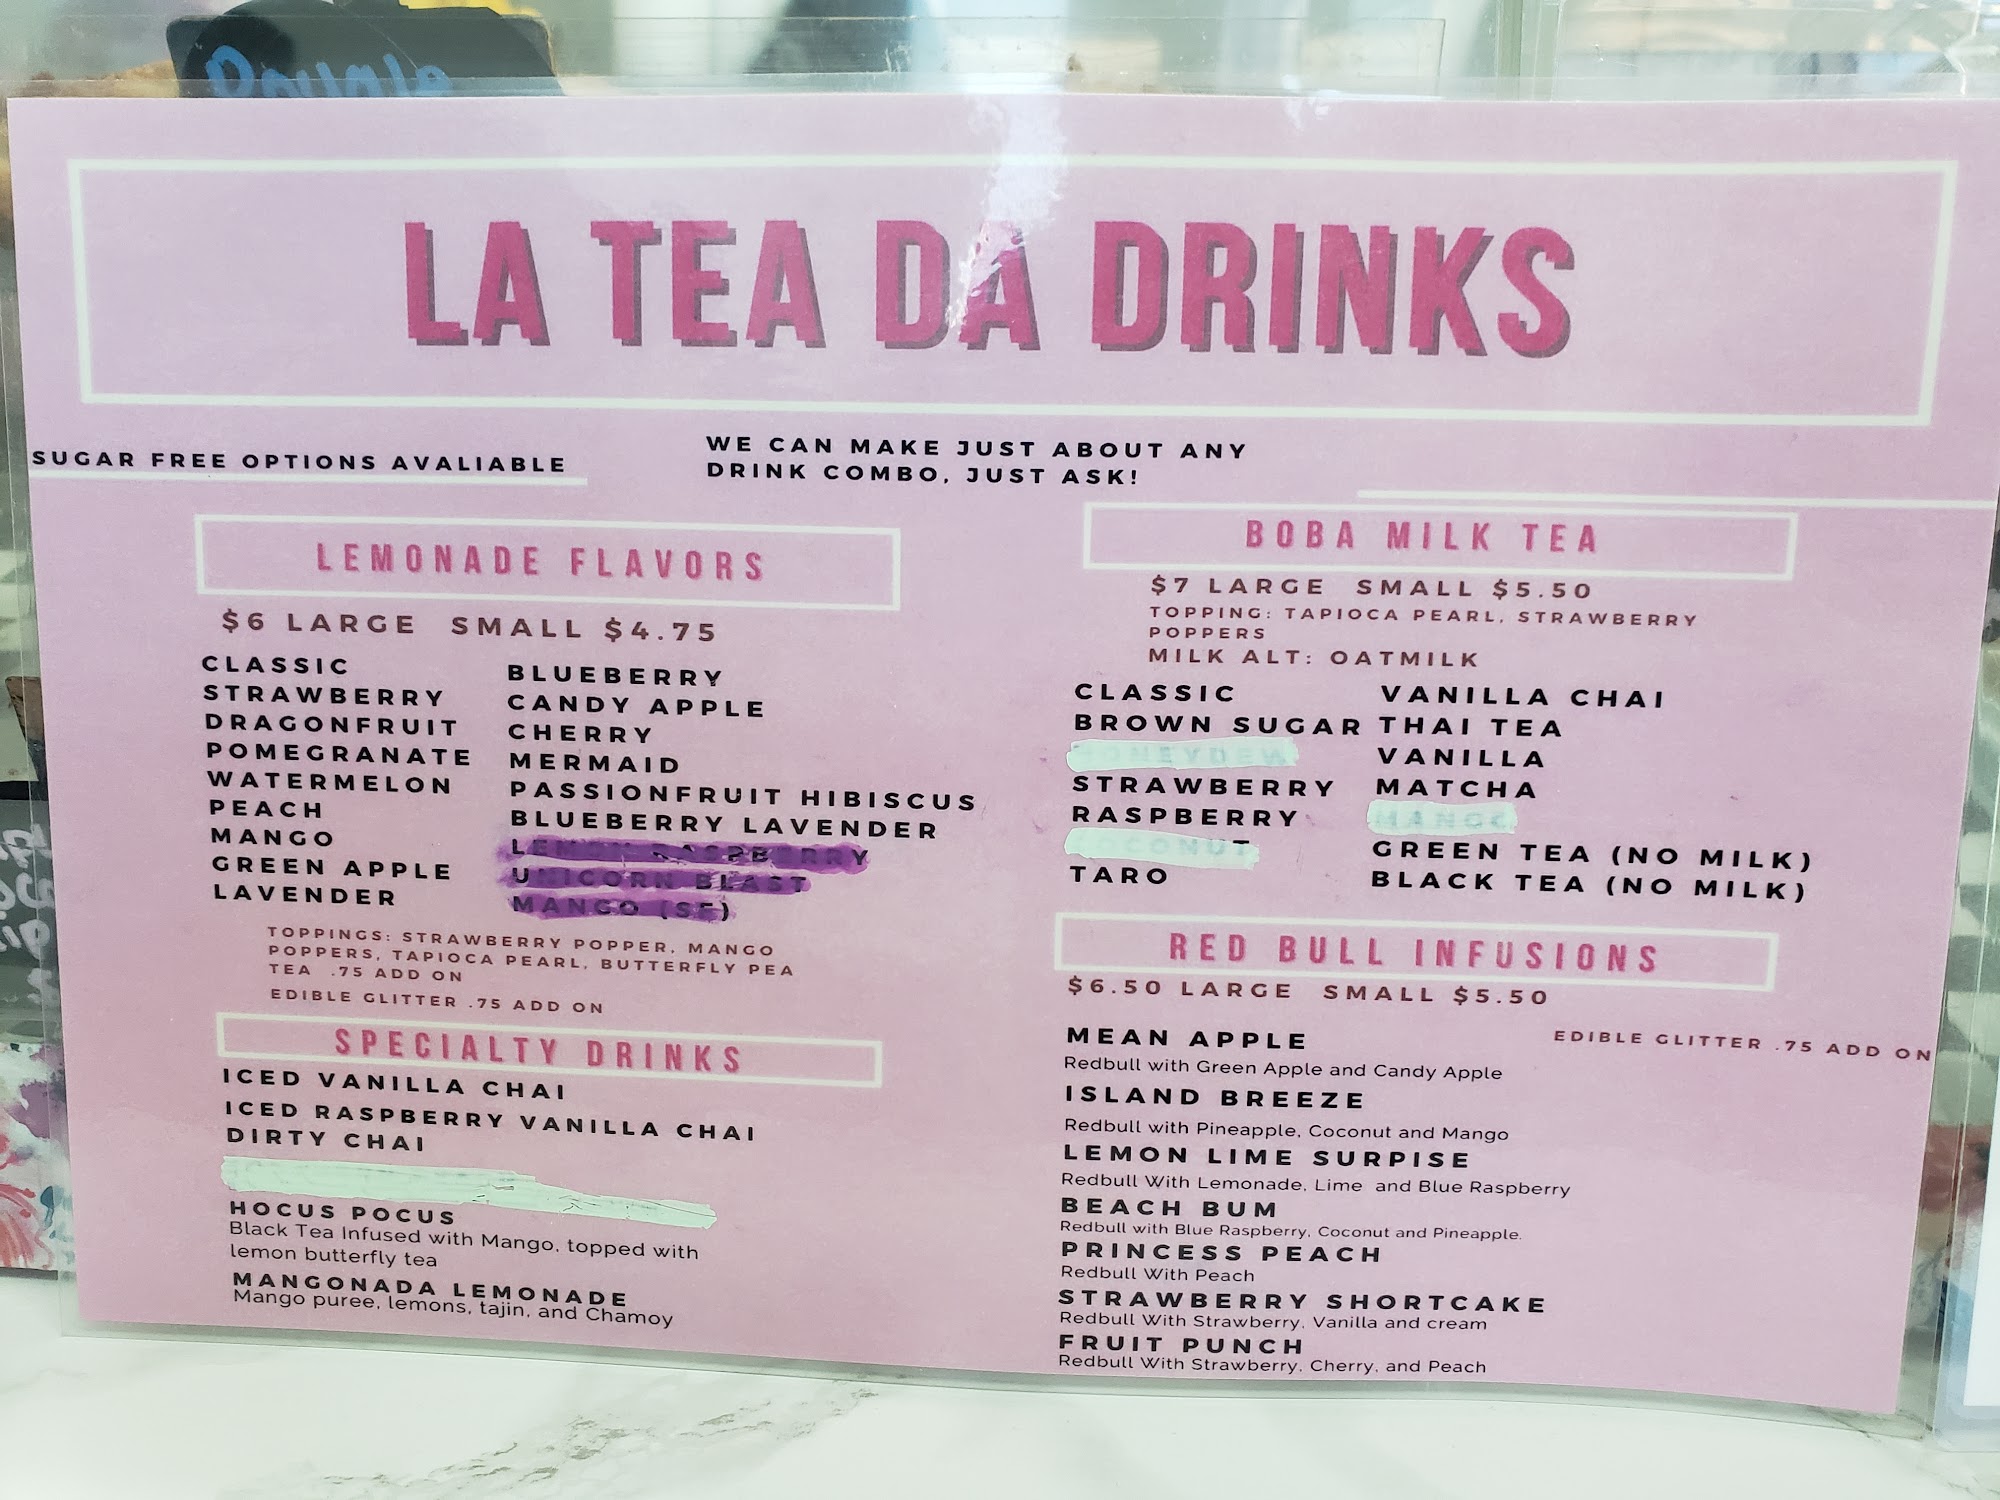 Double
LA TEA DA DRINKS
SUGAR FREE OPTIONS AVALIABLE
WE CAN MAKE JUST ABOUT ANY
DRINK COMBO, JUST ASK!
LEMONADE FLAVORS
$6 LARGE SMALL $4.75
CLASSIC
STRAWBERRY
DRAGONFRUIT
POMEGRANATE
WATERMELON
PEACH
MANGO
GREEN APPLE
LAVENDER
BLUEBERRY
CANDY APPLE
CHERRY
MERMAID
PASSIONFRUIT HIBISCUS
BLUEBERRY LAVENDER
LEMON RASPBERRY
UNICORN BLAST
MANGO (SF)
TOPPINGS: STRAWBERRY POPPER, MANGO
POPPERS, TAPIOCA PEARL, BUTTERFLY PEA
TEA .75 ADD ON
EDIBLE GLITTER .75 ADD ON
SPECIALTY DRINKS
ICED VANILLA CHAI
ICED RASPBERRY VANILLA CHAI
DIRTY CHAI
HOCUS POCUS
Black Tea Infused with Mango, topped with
lemon butterfly tea
MANGONADA LEMONADE
Mango puree, lemons, tajin, and Chamoy
BOBA MILK TEA
$7 LARGE SMALL $5.50
TOPPING: TAPIOCA PEARL, STRAWBERRY
POPPERS
MILK ALT: OATMILK
CLASSIC
BROWN SUGAR
HONEYDEW
STRAWBERRY
RASPBERRY
COCONUT
TARO
VANILLA CHAI
THAI TEA
VANILLA
MATCHA
MANGO
GREEN TEA (NO MILK)
BLACK TEA (NO MILK)
RED BULL INFUSIONS
$6.50 LARGE SMALL $5.50
EDIBLE GLITTER .75 ADD ON
MEAN APPLE
Redbull with Green Apple and Candy Apple
ISLAND BREEZE
Redbull with Pineapple, Coconut and Mango
LEMON LIME SURPISE
Redbull With Lemonade, Lime and Blue Raspberry
BEACH BUM
Redbull with Blue Raspberry, Coconut and Pineapple.
PRINCESS PEACH
Redbull With Peach
STRAWBERRY SHORTCAKE
Redbull With Strawberry, Vanilla and cream
FRUIT PUNCH
Redbull With Strawberry, Cherry, and Peach